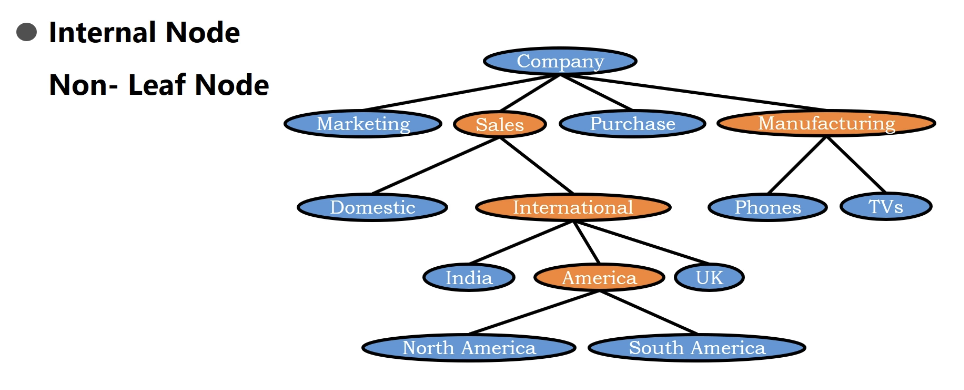 Internal Node
Non- Leaf Node
Company
Marketing
Sales
Purchase
Manufacturing
Domestic
International
Phones
TVs
India
America
UK
North America
South America